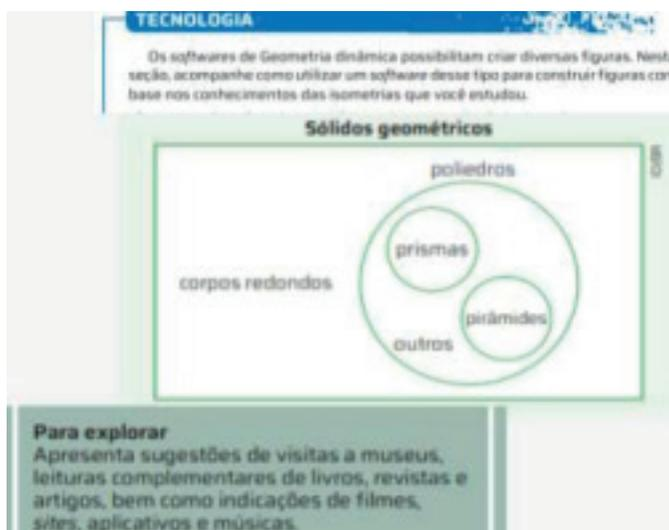 TECNOLOGIA
Os softwares de Geometria dinâmica possibilitam criar diversas figuras. Nest
seção, acompanhe como utilizar um software desse tipo para construir figuras con
base nos conhecimentos das isometrias que você estudou.
Sólidos geométricos
poliedros
prismas
corpos redondos
pirâmides
outros
Para explorar
Apresenta sugestões de visitas a museus,
leituras complementares de livros, revistas e
artigos, bem como indicações de filmes,
sites, aplicativos e músicas.